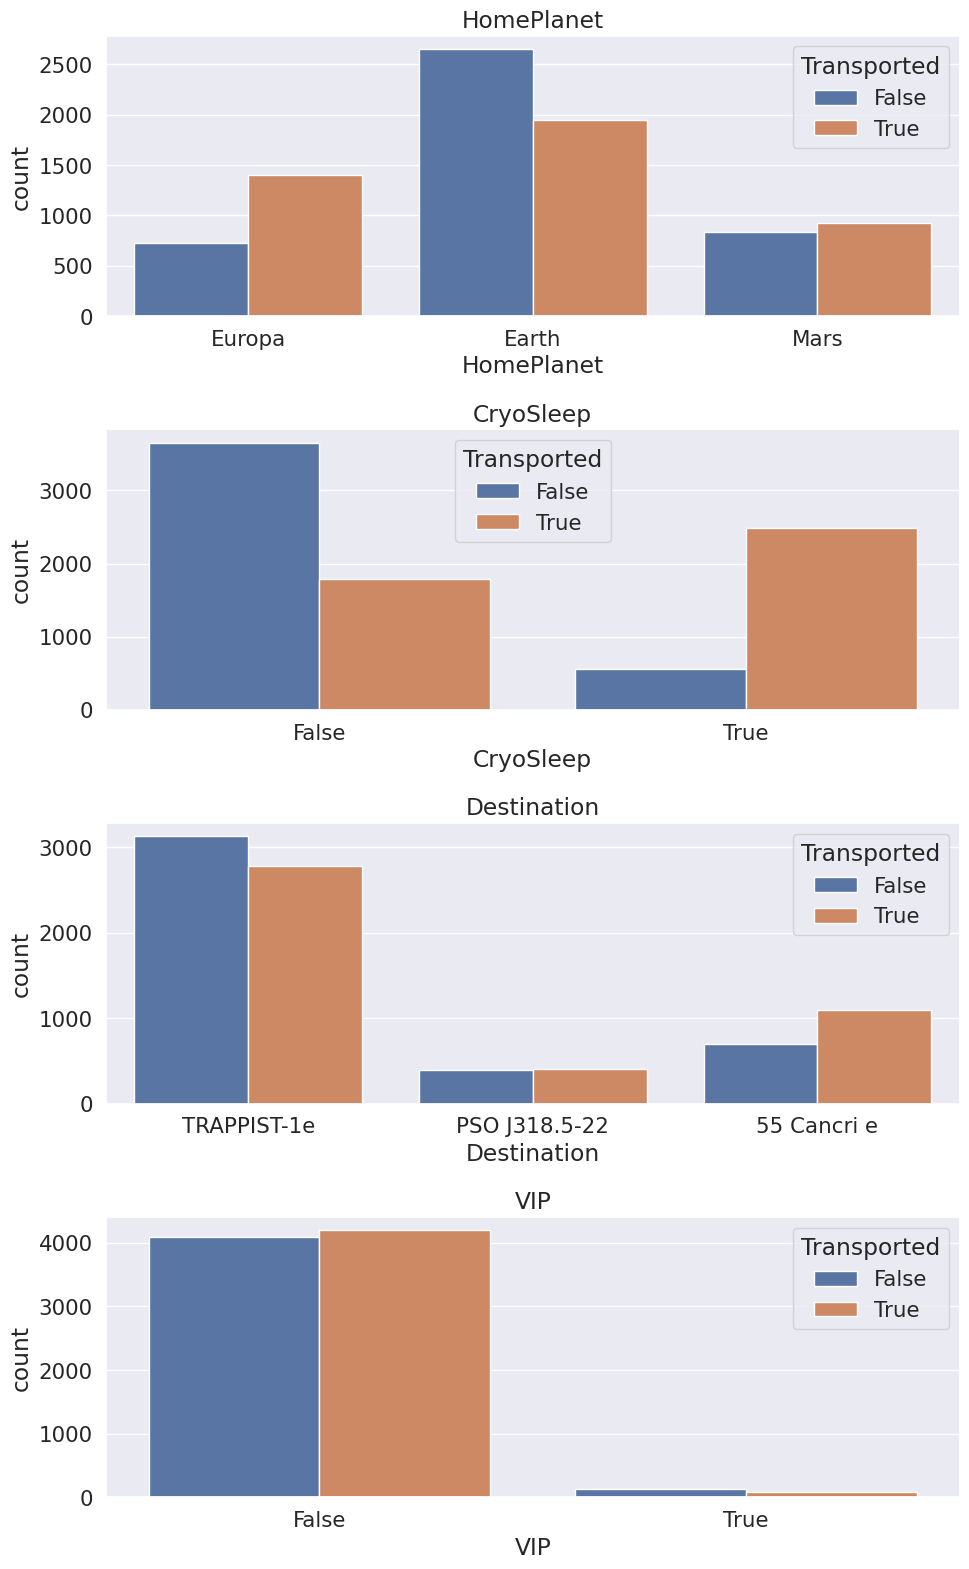 HomePlanet
2500
2000
1500
1000
500
0
count
Transported
False
True
Europa Earth Mars
HomePlanet
CryoSleep
3000
2000
1000
0
count
Transported
False
True
False True
CryoSleep
Destination
3000
2000
1000
0
count
Transported
False
True
TRAPPIST-1e PSO J318.5-22 55 Cancri e
Destination
VIP
4000
3000
2000
1000
0
count
Transported
False
True
False True
VIP